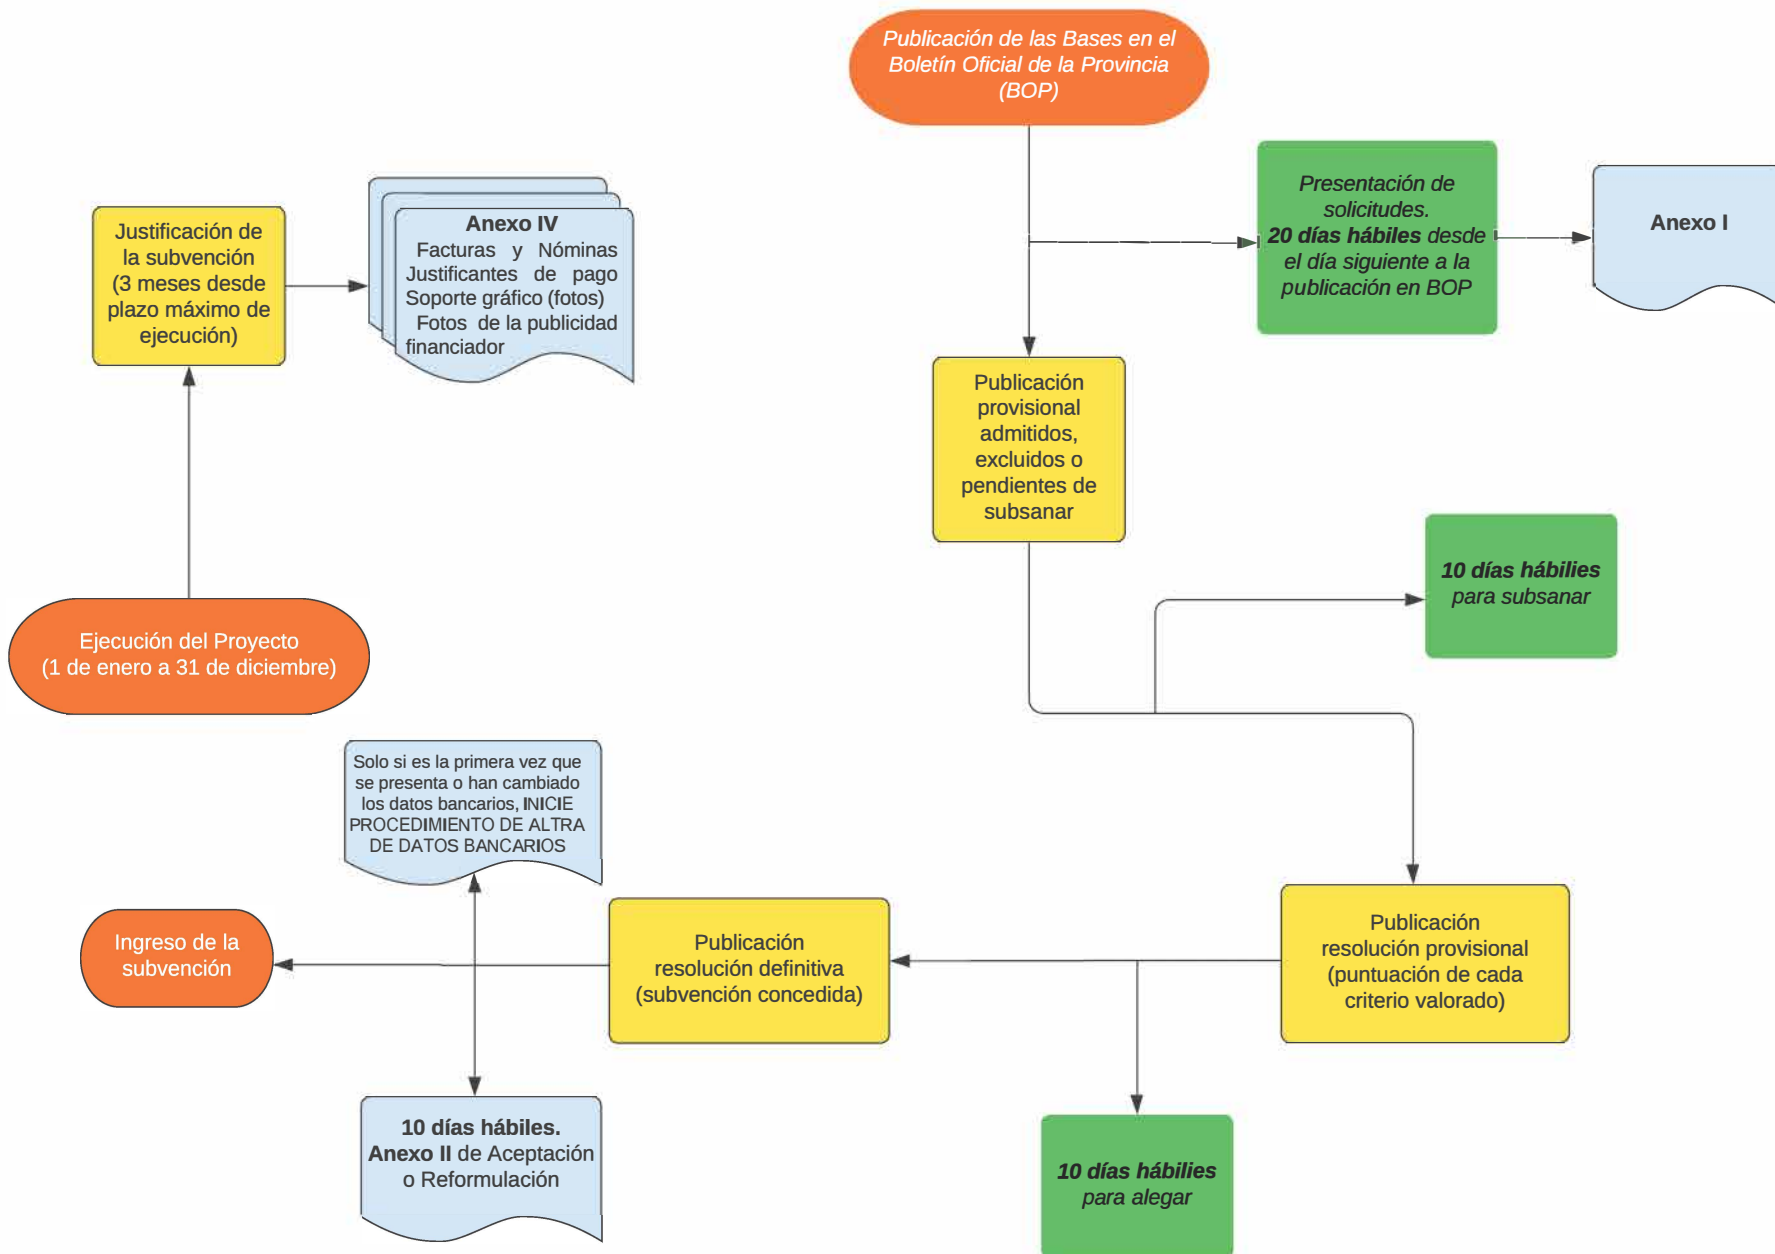 Publicación de las Bases en el
Boletín Oficial de la Provincia
(BOP)
Presentación de
solicitudes.
20 días hábiles desde
el día siguiente a la
publicación en BOP
Anexo I
Justificación de
la subvención
(3 meses desde
plazo máximo de
ejecución)
Anexo IV
Facturas y Nóminas
Justificantes de pago
Soporte gráfico (fotos)
Fotos de la publicidad
financiador
Publicación
provisional
admitidos,
excluidos o
pendientes de
subsanar
10 días hábilies
para subsanar
Ejecución del Proyecto
(1 de enero a 31 de diciembre)
Solo si es la primera vez que
se presenta o han cambiado
los datos bancarios, INICIE
PROCEDIMIENTO DE ALTRA
DE DATOS BANCARIOS
Ingreso de la
subvención
Publicación
resolución definitiva
(subvención concedida)
Publicación
resolución provisional
(puntuación de cada
criterio valorado)
10 días hábiles.
Anexo II de Aceptación
o Reformulación
10 días hábilies
para alegar